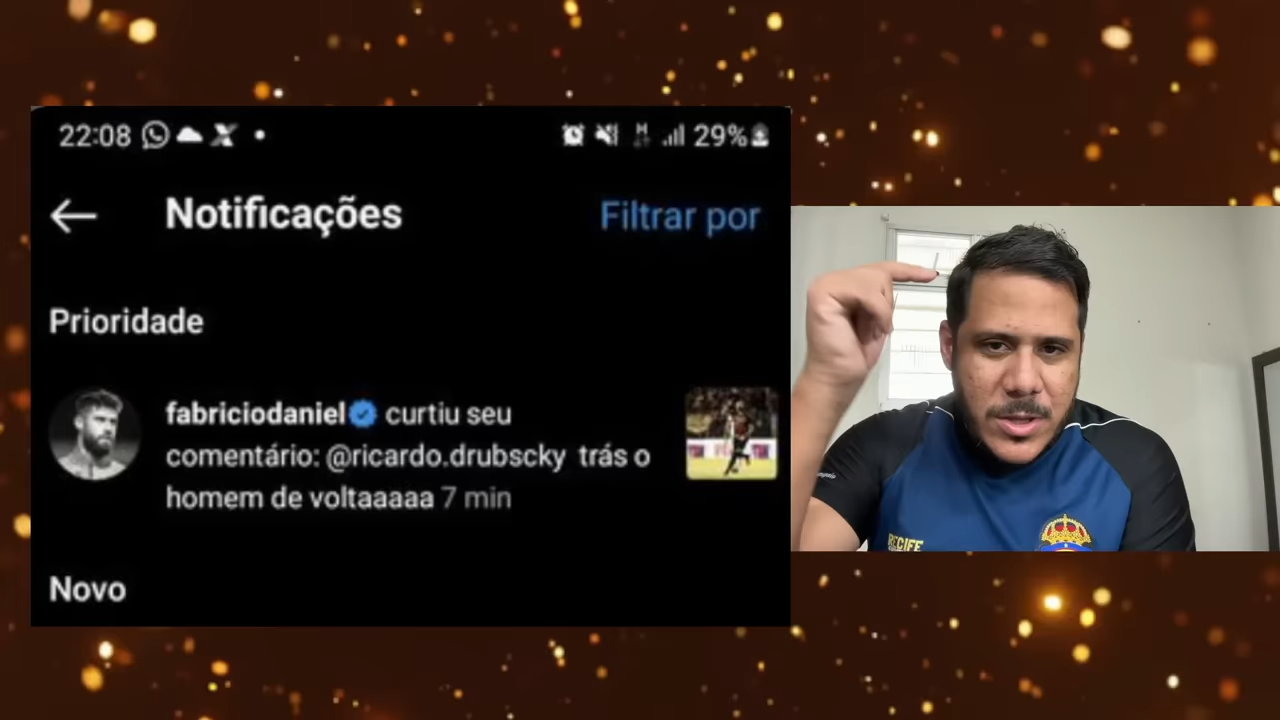 22:08 29%
Notificações Filtrar por
Prioridade
fabriciodaniel curtiu seu
comentário: @ricardo.drubscky trás o
homem de voltaaaaa 7 min
Novo
RECIFE